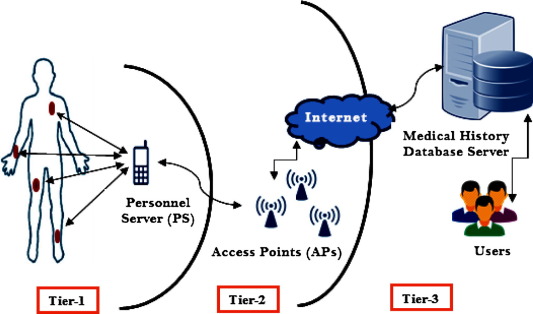 Internet
Medical History
Database Server
Personnel
Server (PS)
Access Points (APs)
Users
Tier-1
Tier-2
Tier-3